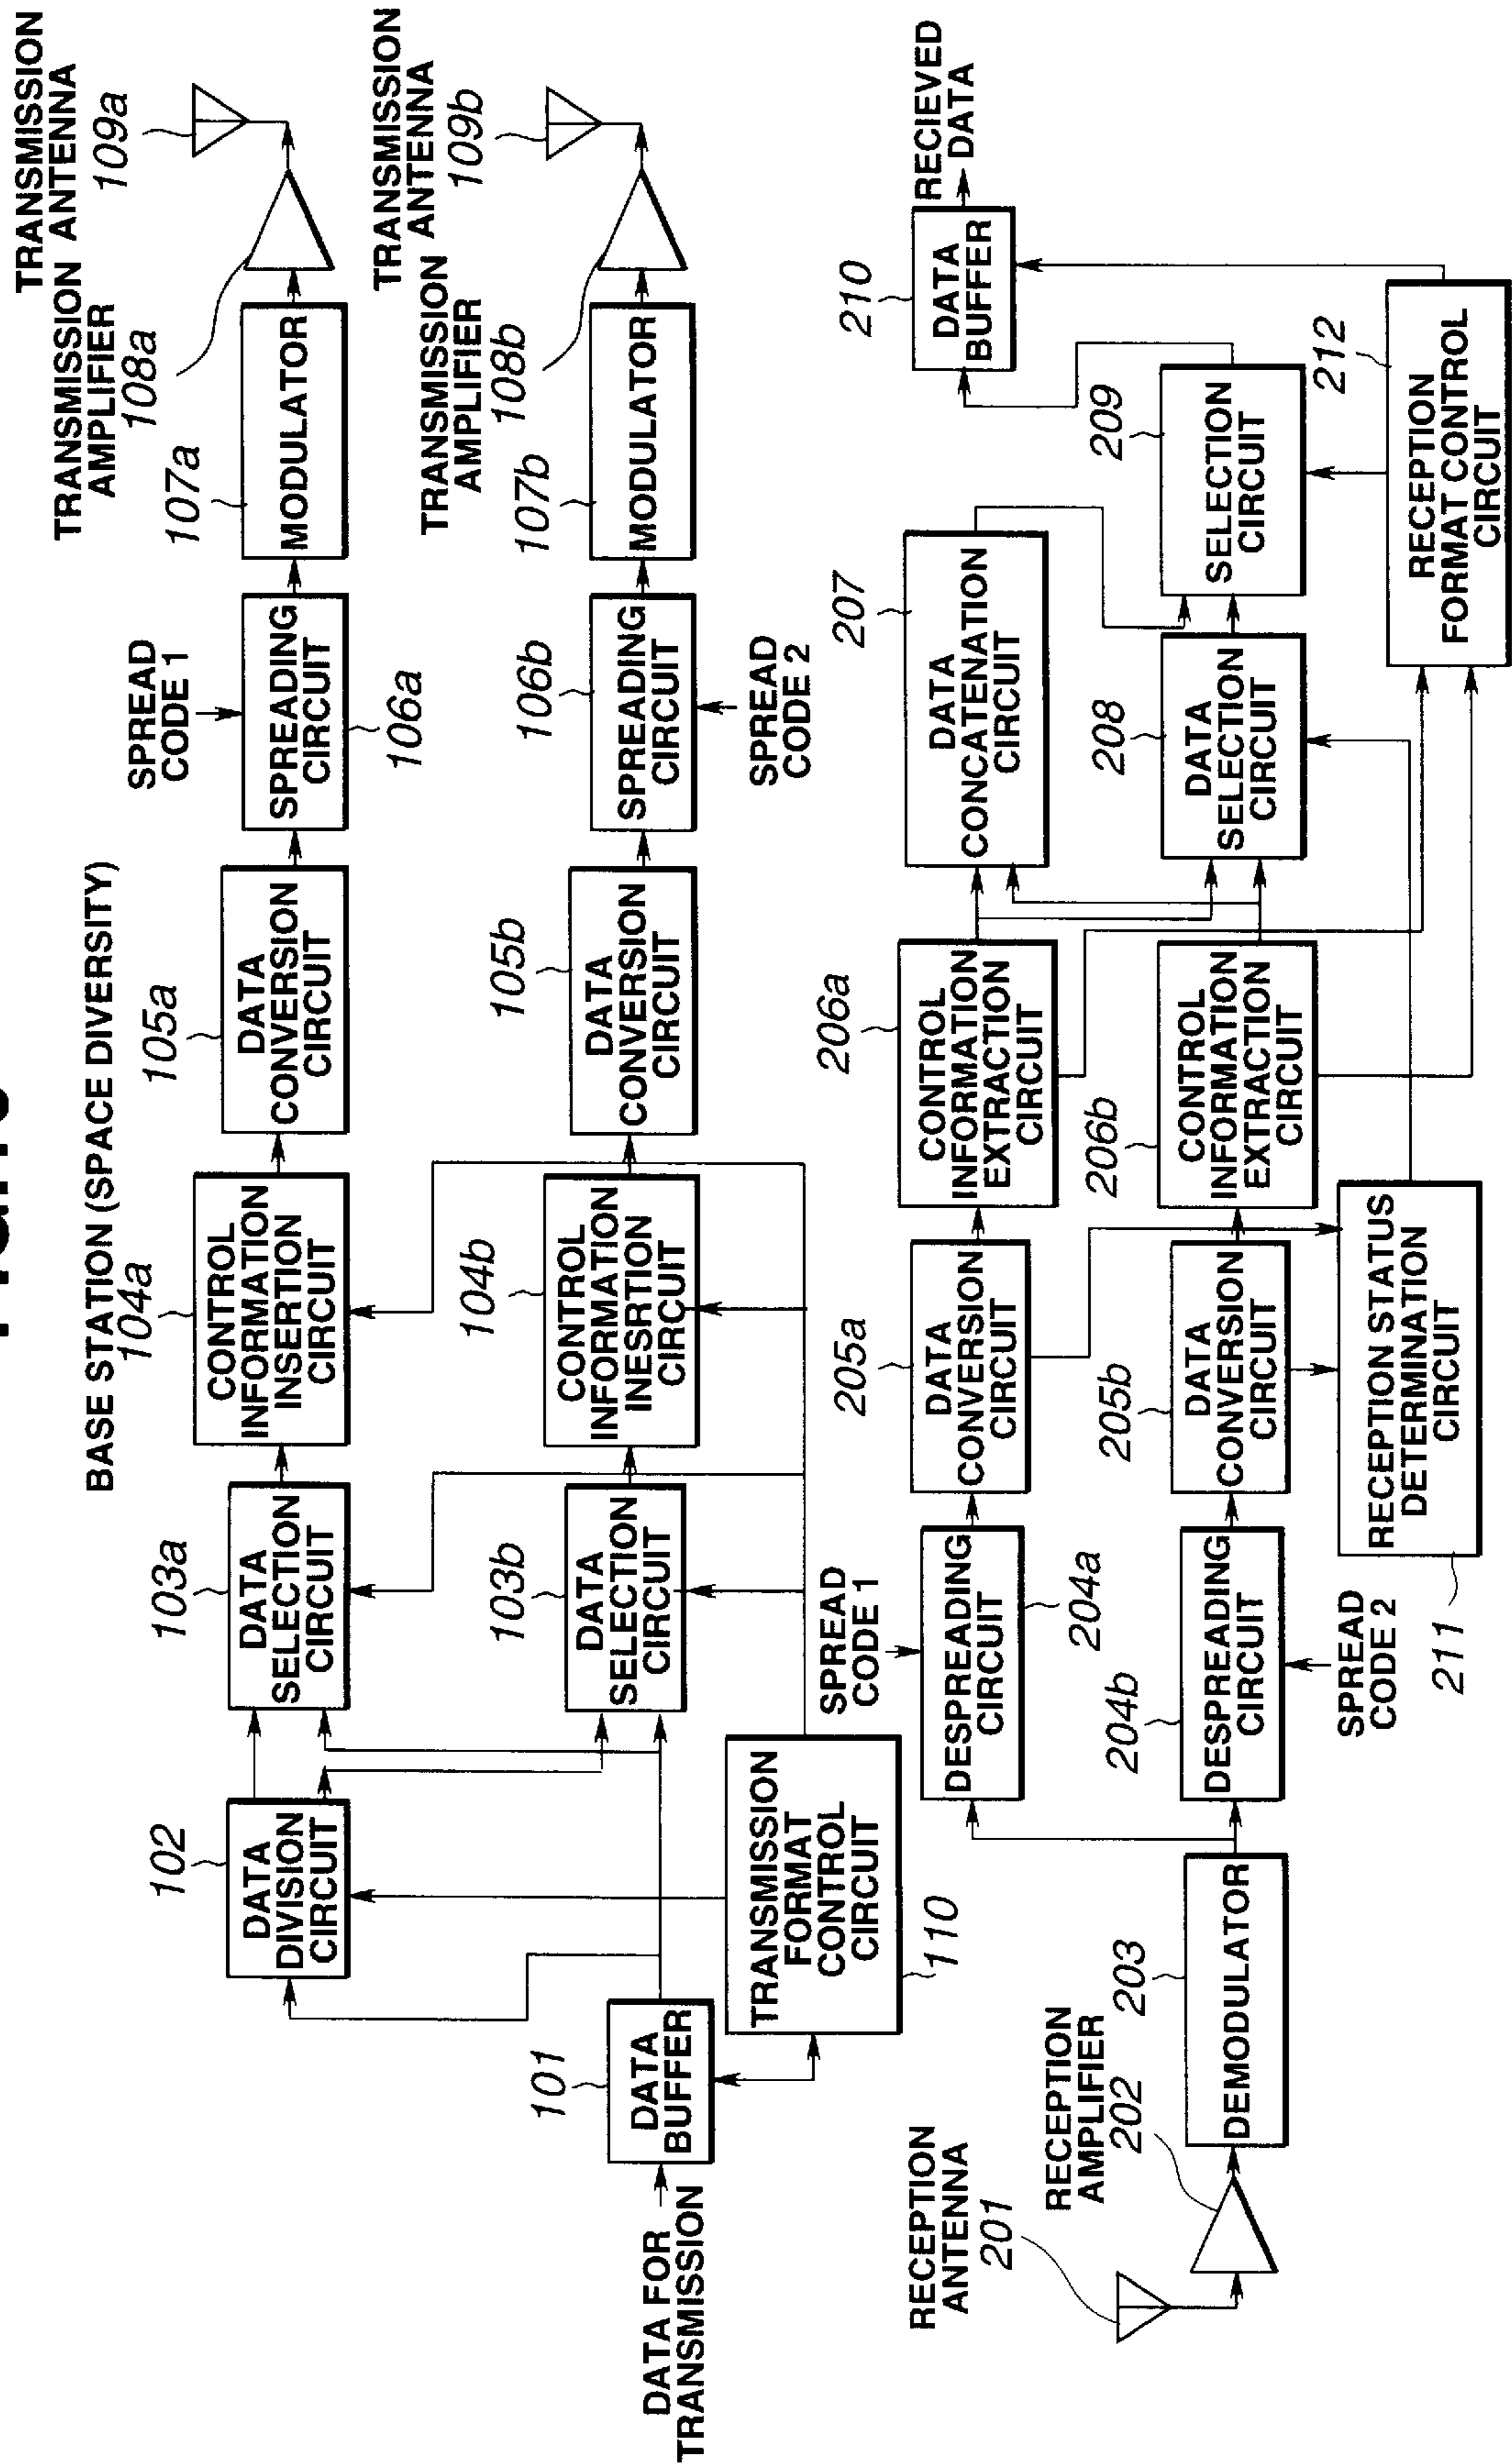 BASE STATION (SPACE DIVERSITY)
DATA FOR
TRANSMISSION
101
DATA
BUFFER
102
DATA
DIVISION
CIRCUIT
103a
DATA
SELECTION
CIRCUIT
104a
CONTROL
INFORMATION
INSERTION
CIRCUIT
105a
DATA
CONVERSION
CIRCUIT
SPREAD
CODE 1
SPREADING
CIRCUIT
106a
107a
MODULATOR
TRANSMISSION
AMPLIFIER
108a
TRANSMISSION
ANTENNA
109a
103b
DATA
SELECTION
CIRCUIT
104b
CONTROL
INFORMATION
INESRTION
CIRCUIT
105b
DATA
CONVERSION
CIRCUIT
106b
SPREADING
CIRCUIT
SPREAD
CODE 2
107b
MODULATOR
TRANSMISSION
AMPLIFIER
108b
TRANSMISSION
ANTENNA
109b
TRANSMISSION
FORMAT
CONTROL
CIRCUIT
110
RECEPTION
ANTENNA
201
RECEPTION
AMPLIFIER
202
203
DEMODULATOR
SPREAD
CODE 1
DESPREADING
CIRCUIT
204a
204b
DESPREADING
CIRCUIT
SPREAD
CODE 2
205a
DATA
CONVERSION
CIRCUIT
205b
DATA
CONVERSION
CIRCUIT
206a
CONTROL
INFORMATION
EXTRACTION
CIRCUIT
206b
CONTROL
INFORMATION
EXTRACTION
CIRCUIT
207
DATA
CONCATENATION
CIRCUIT
208
DATA
SELECTION
CIRCUIT
209
SELECTION
CIRCUIT
210
DATA
BUFFER
RECIEVED
DATA
211
RECEPTION STATUS
DETERMINATION
CIRCUIT
212
RECEPTION
FORMAT CONTROL
CIRCUIT